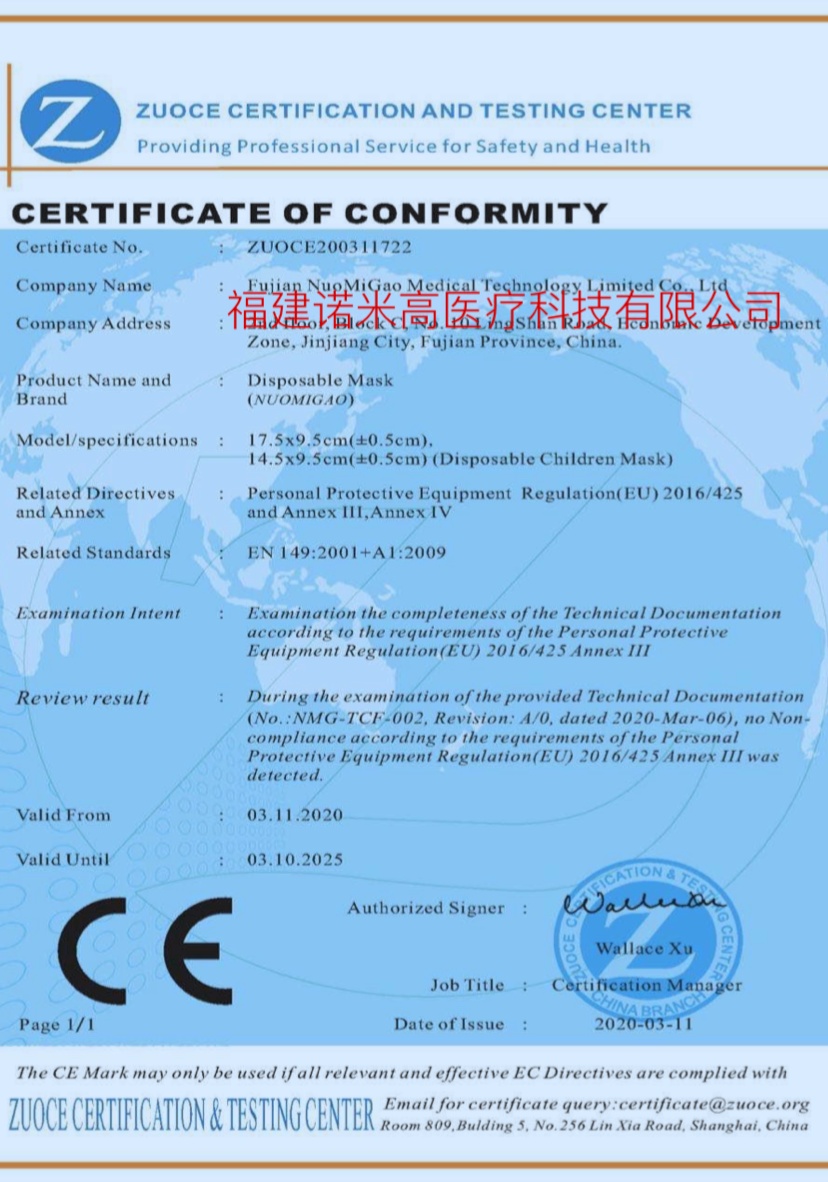 Z
ZUOCE CERTIFICATION AND TESTING CENTER
Providing Professional Service for Safety and Health
CERTIFICATE OF CONFORMITY
Certificate No. : ZUOCE200311722
Company Name : Fujian NuoMiGao Medical Technology Limited Co., Ltd
福建诺米高医疗科技有限公司
Company Address : 2nd floor, Block C, No. 10 LingShan Road, Economic Development
Zone, Jinjiang City, Fujian Province, China.
Product Name and : Disposable Mask
Brand (NUOMIGAO)
Model/specifications : 17.5x9.5cm(±0.5cm),
14.5x9.5cm(±0.5cm) (Disposable Children Mask)
Related Directives : Personal Protective Equipment Regulation(EU) 2016/425
and Annex and Annex III,Annex IV
Related Standards : EN 149:2001+A1:2009
Examination Intent : Examination the completeness of the Technical Documentation
according to the requirements of the Personal Protective
Equipment Regulation(EU) 2016/425 Annex III
Review result : During the examination of the provided Technical Documentation
(No.:NMG-TCF-002, Revision: A/0, dated 2020-Mar-06), no Non-
compliance according to the requirements of the Personal
Protective Equipment Regulation(EU) 2016/425 Annex III was
detected.
Valid From : 03.11.2020
Valid Until : 03.10.2025
CE
Authorized Signer :
Wallace Xu
Job Title : Certification Manager
ZUOCE CERTIFICATION & TESTING CENTER
CHINA BRANCH
Page 1/1
Date of Issue : 2020-03-11
The CE Mark may only be used if all relevant and effective EC Directives are complied with
ZUOCE CERTIFICATION & TESTING CENTER
Email for certificate query:certificate@zuoce.org
Room 809,Bulding 5, No.256 Lin Xia Road, Shanghai, China